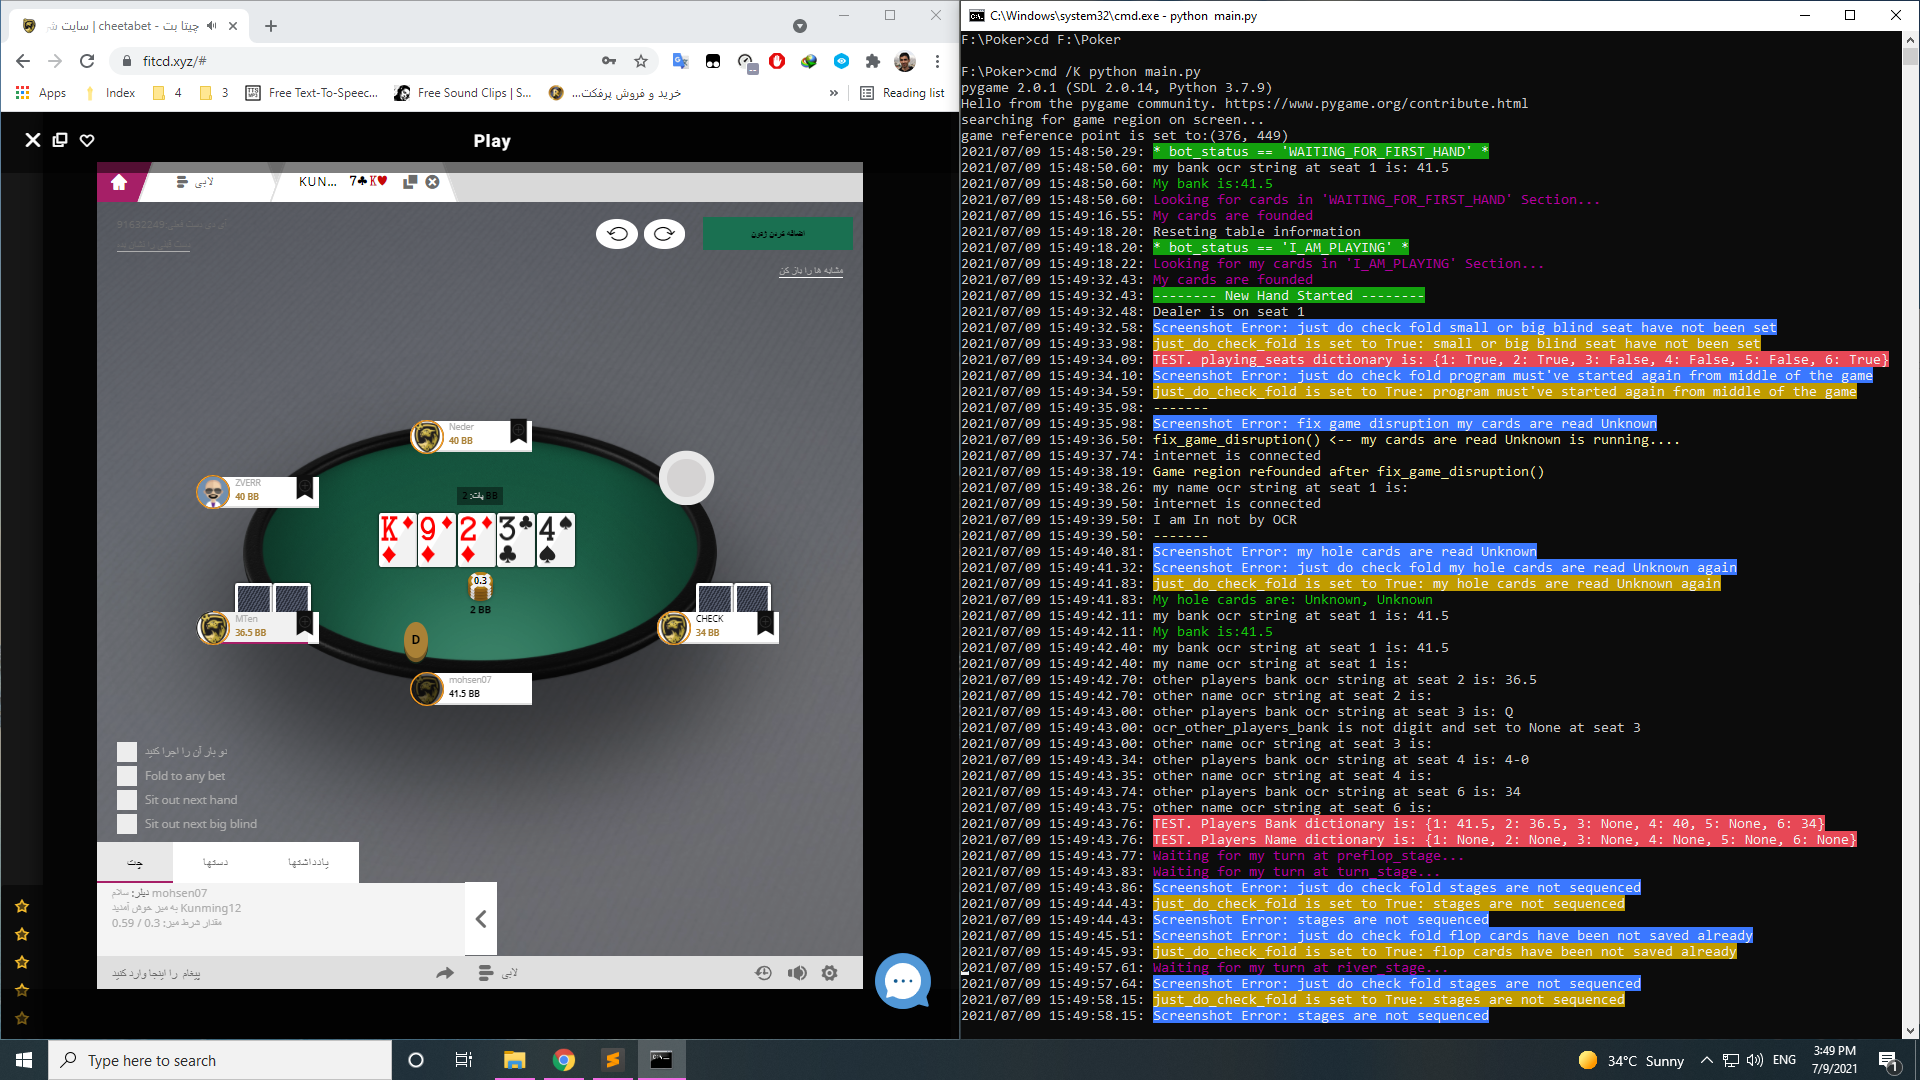 چیتا بت - cheetabet | سایت شر
fitcd.xyz/#
Apps
Index
4
3
Free Text-To-Speec...
Free Sound Clips | S...
خرید و فروش پرفکت...
»
Reading list
Play
لابی
KUN... 7♣K♥
اضافه کردن ژتون
مشابه ها را باز کن
Neder
40 BB
ZVERR
40 BB
پات: 2 BB
K♦ 9♦ 2♦ 3♣ 4♠
0.3
2 BB
MTen
36.5 BB
CHECK
34 BB
D
mohsen07
41.5 BB
دو بار آن را اجرا کنید
Fold to any bet
Sit out next hand
Sit out next big blind
چت
دستها
یادداشتها
دیلر: سلام mohsen07
به میز خوش آمدید Kunming12
مقدار شرط میز: 0.3 / 0.59
پیغام را اینجا وارد کنید
لابی
C:\Windows\system32\cmd.exe - python main.py
F:\Poker>cd F:\Poker
F:\Poker>cmd /K python main.py
pygame 2.0.1 (SDL 2.0.14, Python 3.7.9)
Hello from the pygame community. https://www.pygame.org/contribute.html
searching for game region on screen...
game reference point is set to:(376, 449)
2021/07/09 15:48:50.29: * bot_status == 'WAITING_FOR_FIRST_HAND' *
2021/07/09 15:48:50.60: my bank ocr string at seat 1 is: 41.5
2021/07/09 15:48:50.60: My bank is:41.5
2021/07/09 15:48:50.60: Looking for cards in 'WAITING_FOR_FIRST_HAND' Section...
2021/07/09 15:49:16.55: My cards are founded
2021/07/09 15:49:18.20: Reseting table information
2021/07/09 15:49:18.20: * bot_status == 'I_AM_PLAYING' *
2021/07/09 15:49:18.22: Looking for my cards in 'I_AM_PLAYING' Section...
2021/07/09 15:49:32.43: My cards are founded
2021/07/09 15:49:32.43: -------- New Hand Started --------
2021/07/09 15:49:32.48: Dealer is on seat 1
2021/07/09 15:49:32.58: Screenshot Error: just do check fold small or big blind seat have not been set
2021/07/09 15:49:33.98: just_do_check_fold is set to True: small or big blind seat have not been set
2021/07/09 15:49:34.09: TEST. playing_seats dictionary is: {1: True, 2: True, 3: False, 4: False, 5: False, 6: True}
2021/07/09 15:49:34.10: Screenshot Error: just do check fold program must've started again from middle of the game
2021/07/09 15:49:34.59: just_do_check_fold is set to True: program must've started again from middle of the game
2021/07/09 15:49:35.98: -------
2021/07/09 15:49:35.98: Screenshot Error: fix game disruption my cards are read Unknown
2021/07/09 15:49:36.50: fix_game_disruption() <-- my cards are read Unknown is running....
2021/07/09 15:49:37.74: internet is connected
2021/07/09 15:49:38.19: Game region refounded after fix_game_disruption()
2021/07/09 15:49:38.26: my name ocr string at seat 1 is:
2021/07/09 15:49:39.50: internet is connected
2021/07/09 15:49:39.50: I am In not by OCR
2021/07/09 15:49:39.50: -------
2021/07/09 15:49:40.81: Screenshot Error: my hole cards are read Unknown
2021/07/09 15:49:41.32: Screenshot Error: just do check fold my hole cards are read Unknown again
2021/07/09 15:49:41.83: just_do_check_fold is set to True: my hole cards are read Unknown again
2021/07/09 15:49:41.83: My hole cards are: Unknown, Unknown
2021/07/09 15:49:42.11: my bank ocr string at seat 1 is: 41.5
2021/07/09 15:49:42.11: My bank is:41.5
2021/07/09 15:49:42.40: my bank ocr string at seat 1 is: 41.5
2021/07/09 15:49:42.40: my name ocr string at seat 1 is:
2021/07/09 15:49:42.70: other players bank ocr string at seat 2 is: 36.5
2021/07/09 15:49:42.70: other name ocr string at seat 2 is:
2021/07/09 15:49:43.00: other players bank ocr string at seat 3 is: Q
2021/07/09 15:49:43.00: ocr_other_players_bank is not digit and set to None at seat 3
2021/07/09 15:49:43.00: other name ocr string at seat 3 is:
2021/07/09 15:49:43.34: other players bank ocr string at seat 4 is: 4-0
2021/07/09 15:49:43.35: other name ocr string at seat 4 is:
2021/07/09 15:49:43.74: other players bank ocr string at seat 6 is: 34
2021/07/09 15:49:43.75: other name ocr string at seat 6 is:
2021/07/09 15:49:43.76: TEST. Players Bank dictionary is: {1: 41.5, 2: 36.5, 3: None, 4: 40, 5: None, 6: 34}
2021/07/09 15:49:43.76: TEST. Players Name dictionary is: {1: None, 2: None, 3: None, 4: None, 5: None, 6: None}
2021/07/09 15:49:43.77: Waiting for my turn at preflop_stage...
2021/07/09 15:49:43.83: Waiting for my turn at turn_stage...
2021/07/09 15:49:43.86: Screenshot Error: just do check fold stages are not sequenced
2021/07/09 15:49:44.43: just_do_check_fold is set to True: stages are not sequenced
2021/07/09 15:49:44.43: Screenshot Error: stages are not sequenced
2021/07/09 15:49:45.51: Screenshot Error: just do check fold flop cards have been not saved already
2021/07/09 15:49:45.93: just_do_check_fold is set to True: flop cards have been not saved already
2021/07/09 15:49:57.61: Waiting for my turn at river_stage...
2021/07/09 15:49:57.64: Screenshot Error: just do check fold stages are not sequenced
2021/07/09 15:49:58.15: just_do_check_fold is set to True: stages are not sequenced
2021/07/09 15:49:58.15: Screenshot Error: stages are not sequenced
Type here to search
34°C Sunny
ENG
3:49 PM
7/9/2021
1